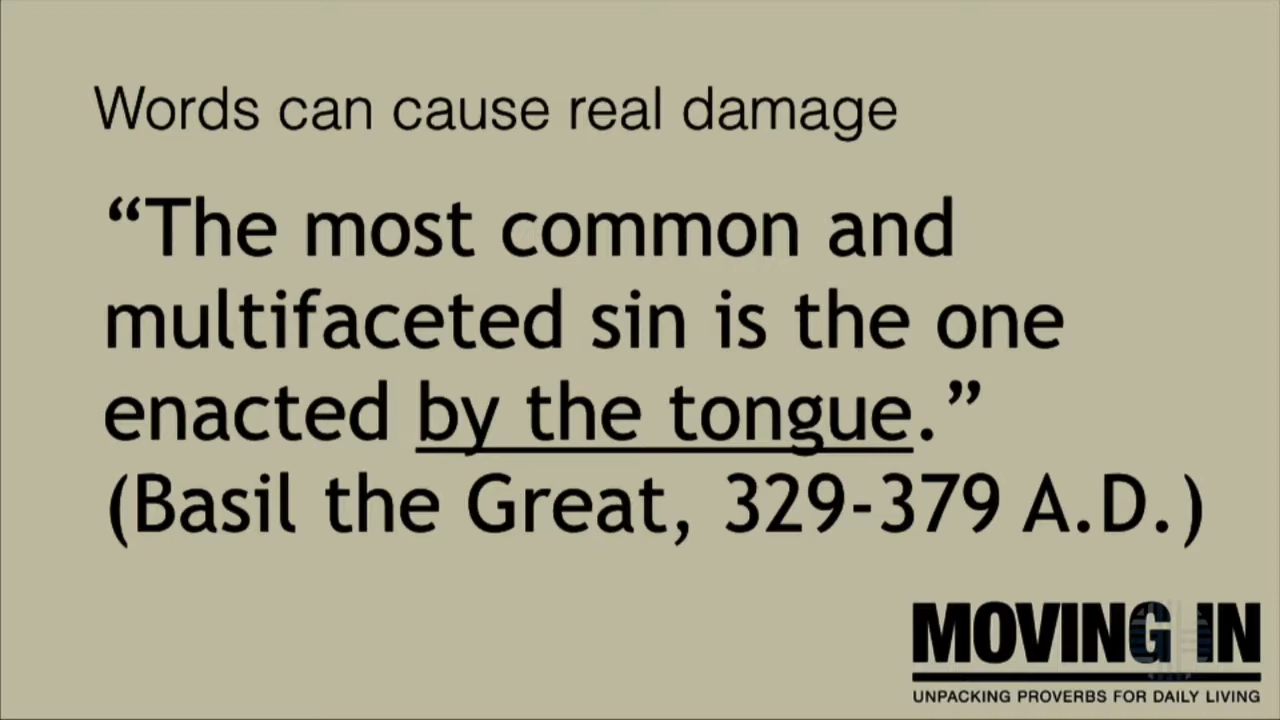 Words can cause real damage
“The most common and
multifaceted sin is the one
enacted by the tongue.”
(Basil the Great, 329-379 A.D.)
MOVING IN
UNPACKING PROVERBS FOR DAILY LIVING